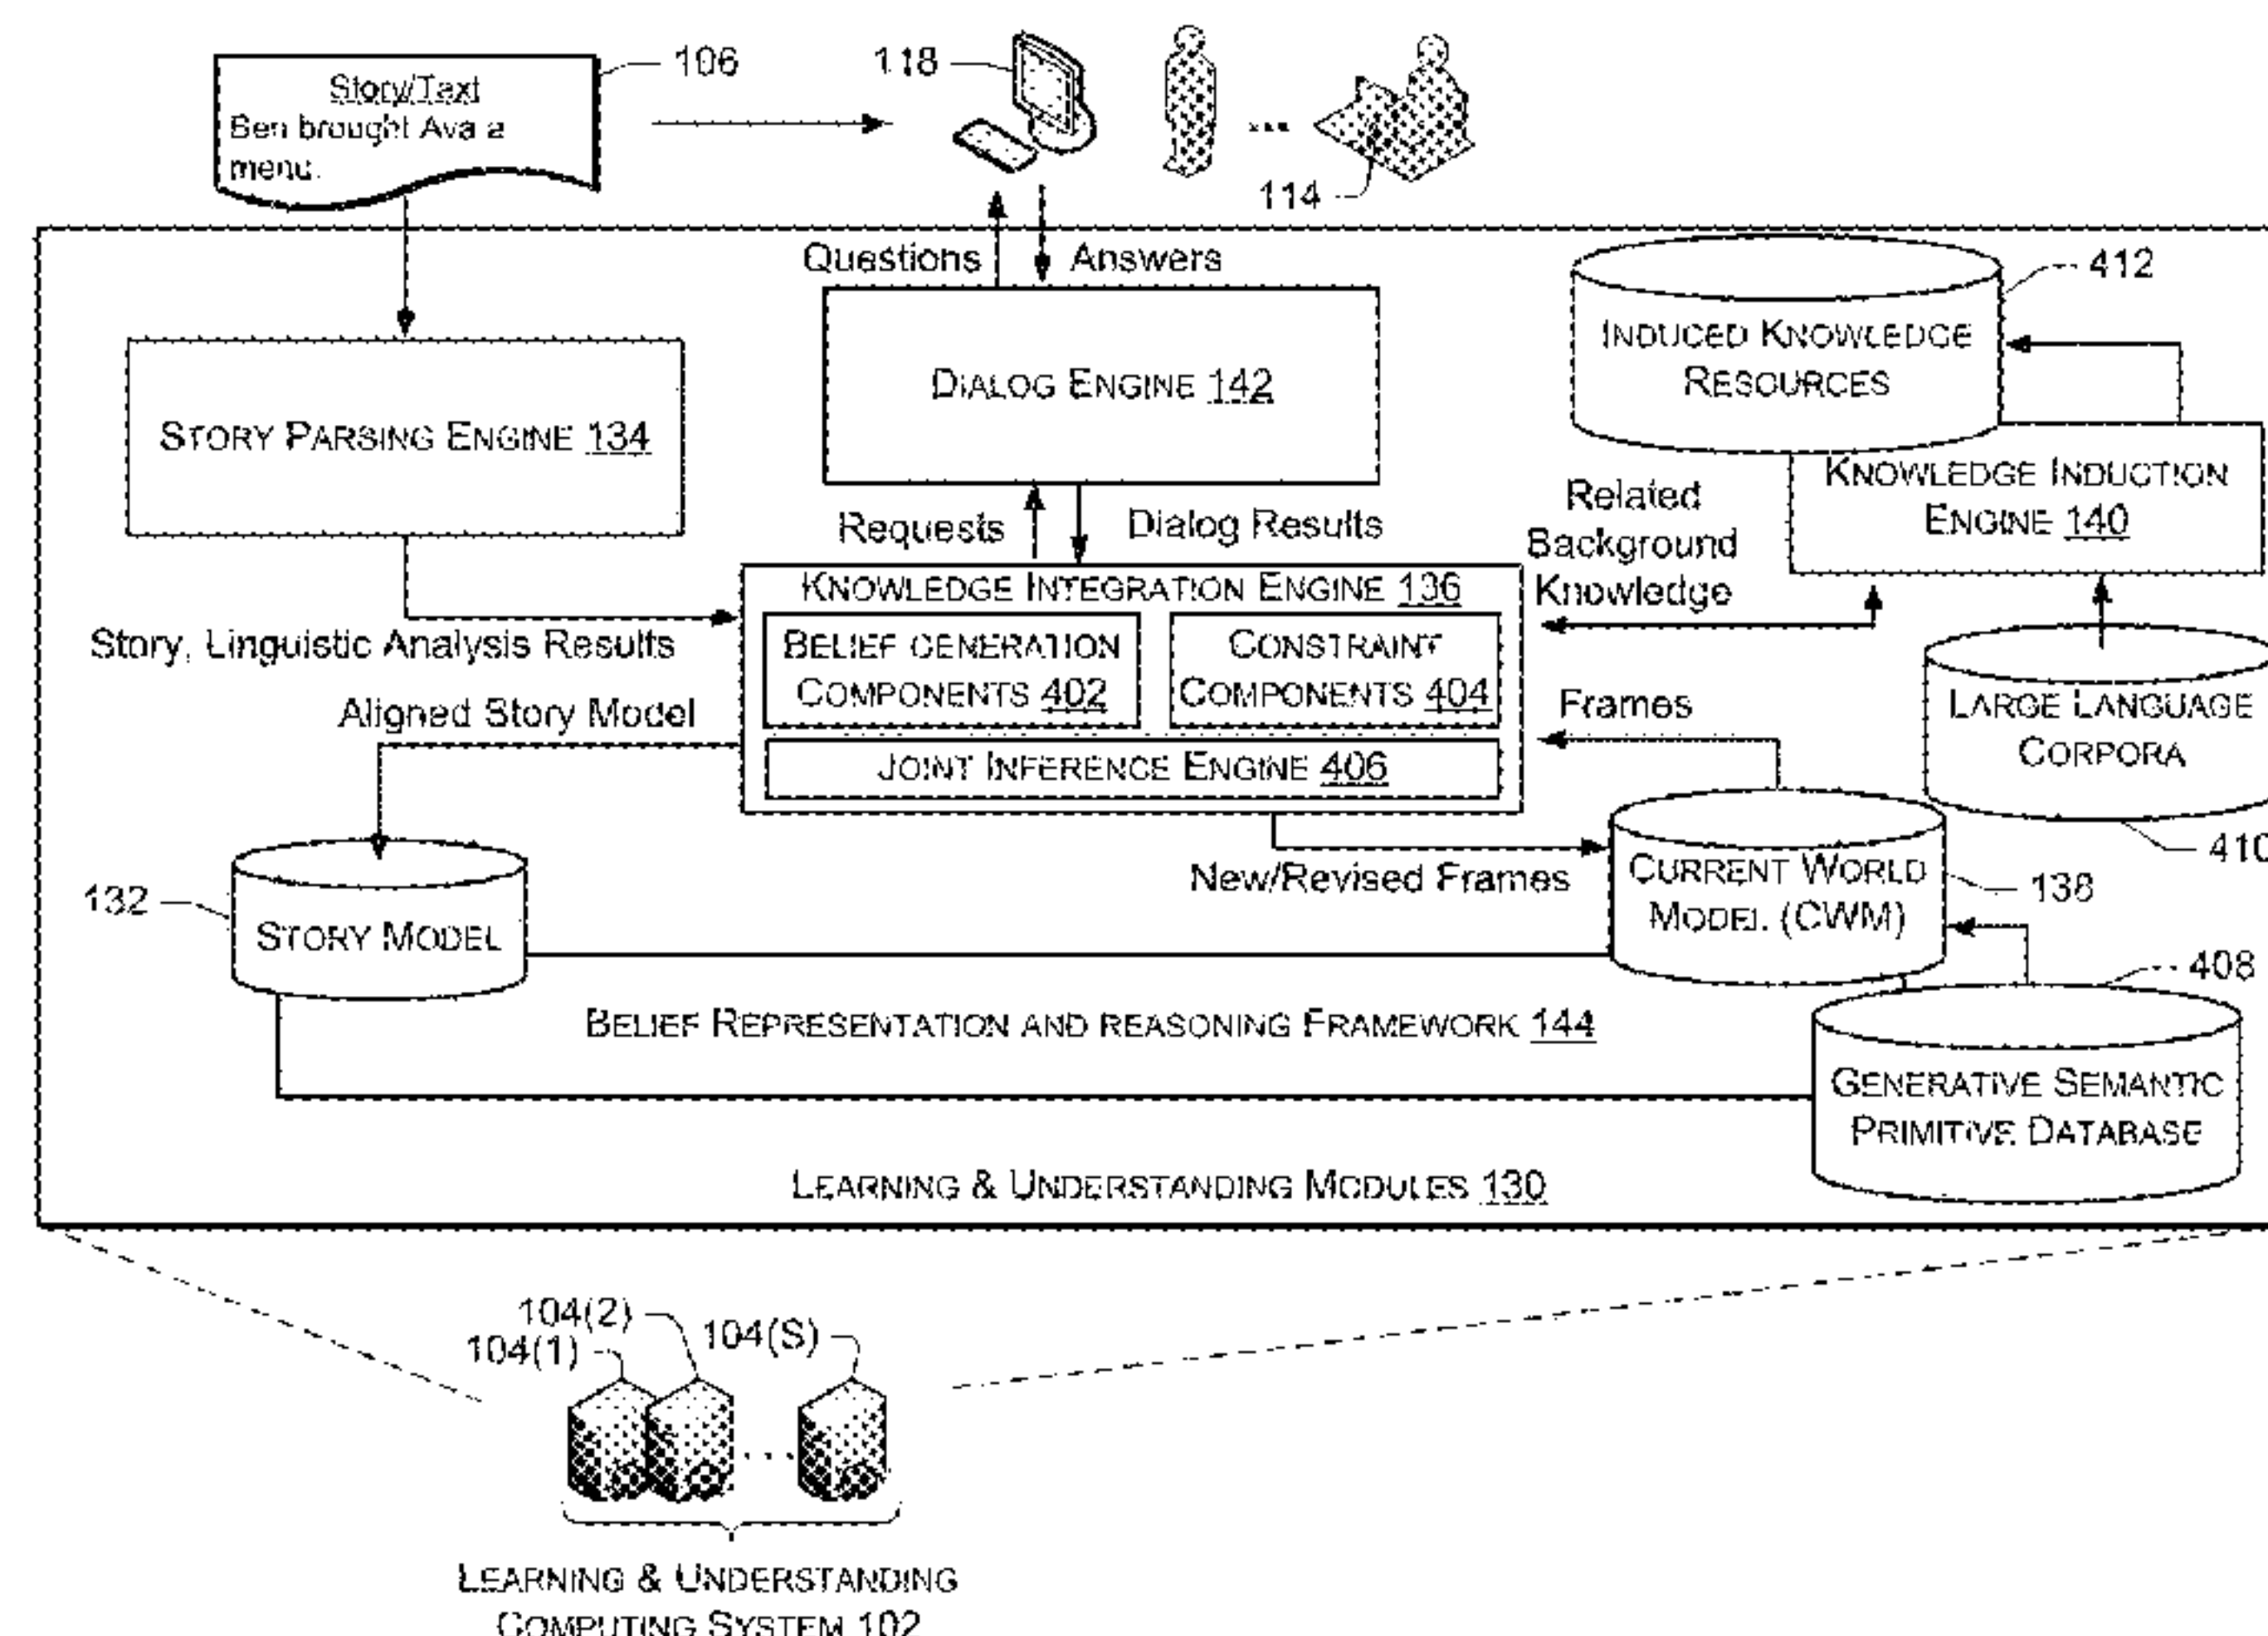 Story/Text
Ben brought Ava a
menu.
106
118
114
Questions
Answers
412
INDUCED KNOWLEDGE
RESOURCES
DIALOG ENGINE 142
STORY PARSING ENGINE 134
KNOWLEDGE INDUCTION
ENGINE 140
Related
Background
Knowledge
Requests
Dialog Results
KNOWLEDGE INTEGRATION ENGINE 136
BELIEF GENERATION
COMPONENTS 402
CONSTRAINT
COMPONENTS 404
JOINT INFERENCE ENGINE 406
Story, Linguistic Analysis Results
Aligned Story Model
Frames
LARGE LANGUAGE
CORPORA
410
New/Revised Frames
CURRENT WORLD
MODEL (CWM)
138
132
STORY MODEL
408
BELIEF REPRESENTATION AND REASONING FRAMEWORK 144
GENERATIVE SEMANTIC
PRIMITIVE DATABASE
LEARNING & UNDERSTANDING MODULES 130
104(2)
104(1)
104(S)
LEARNING & UNDERSTANDING
COMPUTING SYSTEM 102